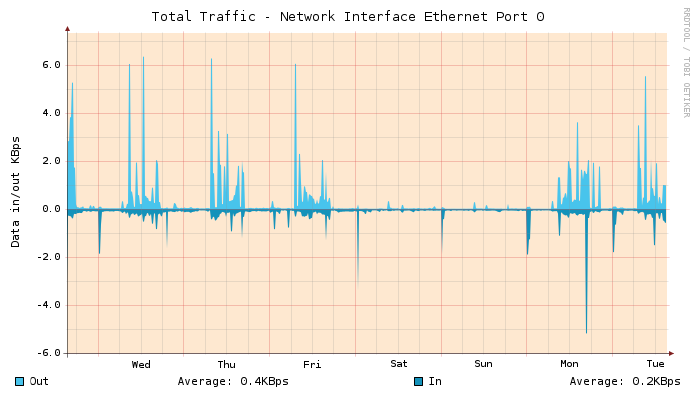 Total Traffic - Network Interface Ethernet Port 0
RRDTOOL / TOBI OETIKER
Data in/out KBps
6.0
4.0
2.0
0.0
-2.0
-4.0
-6.0
Wed Thu Fri Sat Sun Mon Tue
Out Average: 0.4KBps In Average: 0.2KBps